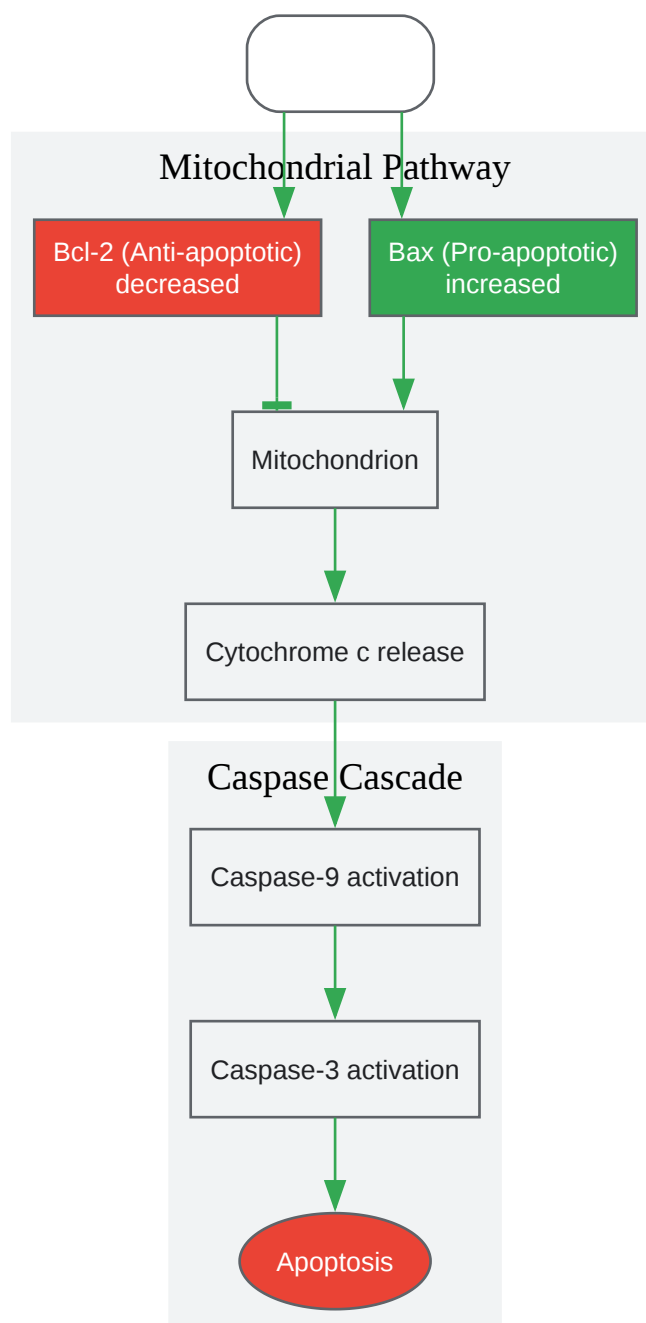 Mitochondrial Pathway
Bcl-2 (Anti-apoptotic)
decreased
Bax (Pro-apoptotic)
increased
Mitochondrion
Cytochrome c release
Caspase Cascade
Caspase-9 activation
Caspase-3 activation
Apoptosis